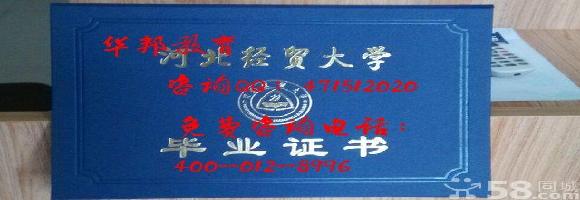 华邦教育
河北经贸大学
咨询QQ：471512020
免费咨询电话：
毕业证书
400--012--8996
58同城